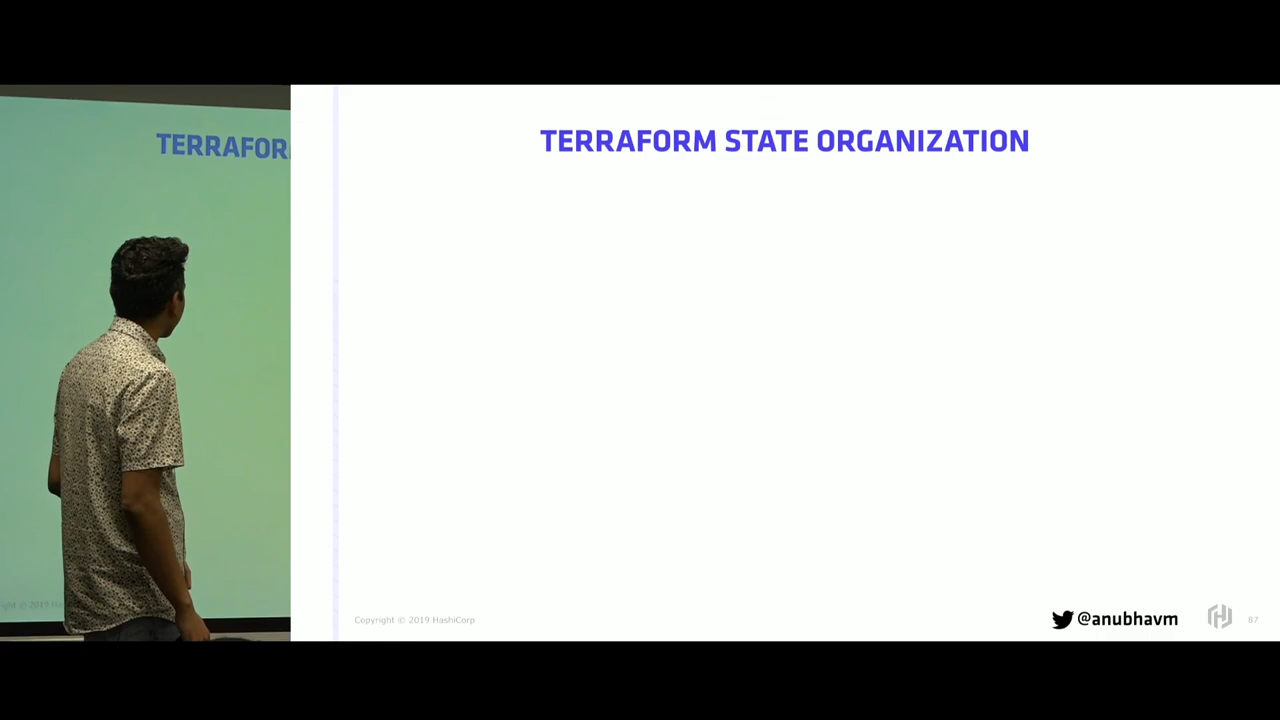 TERRAFOR
TERRAFORM STATE ORGANIZATION
Copyright © 2019 HashiCorp
@anubhavm
87